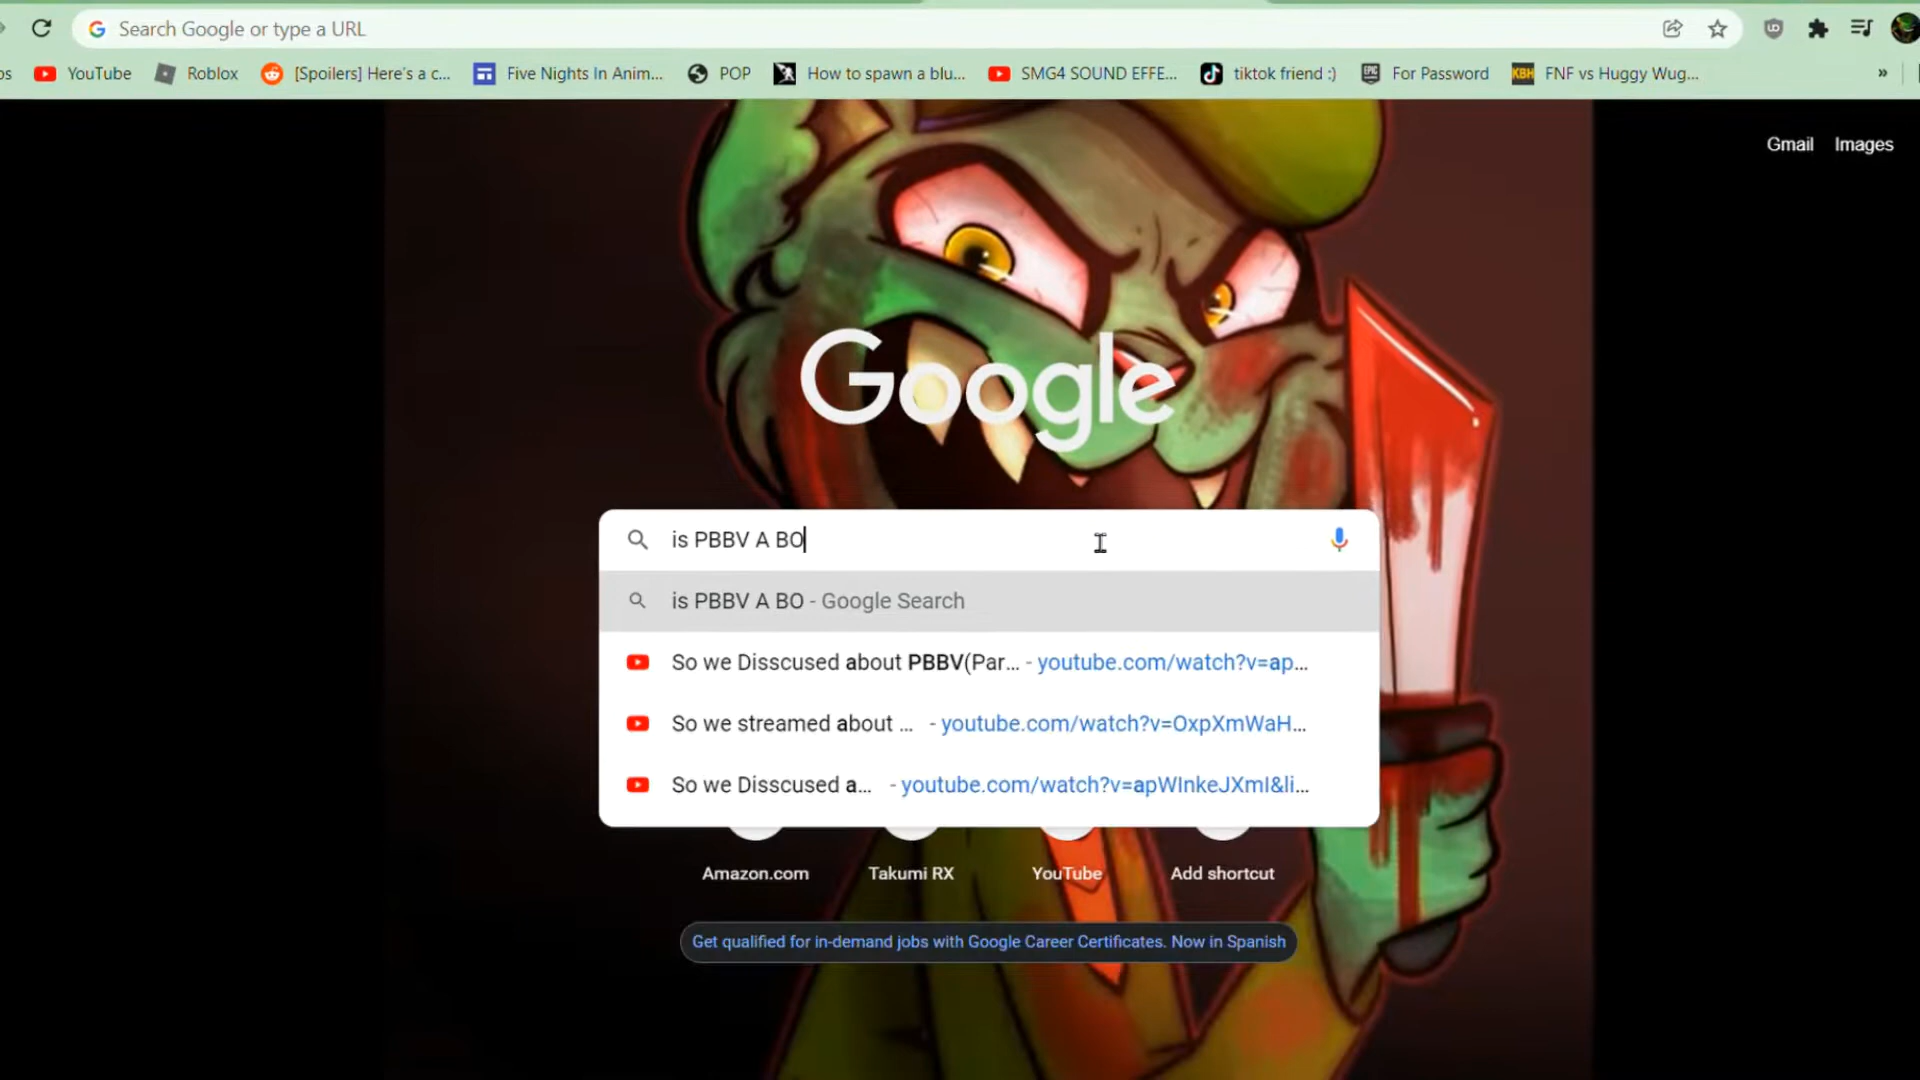 Search Google or type a URL
os YouTube Roblox [Spoilers] Here's a c... Five Nights In Anim... POP How to spawn a blu... SMG4 SOUND EFFE... tiktok friend :) EPIC For Password KBH FNF vs Huggy Wug... »
Gmail Images
Google
is PBBV A BO
is PBBV A BO - Google Search
So we Disscused about PBBV(Par... - youtube.com/watch?v=ap...
So we streamed about ... - youtube.com/watch?v=OxpXmWaH...
So we Disscused a... - youtube.com/watch?v=apWInkeJXmI&li...
Amazon.com Takumi RX YouTube Add shortcut
Get qualified for in-demand jobs with Google Career Certificates. Now in Spanish